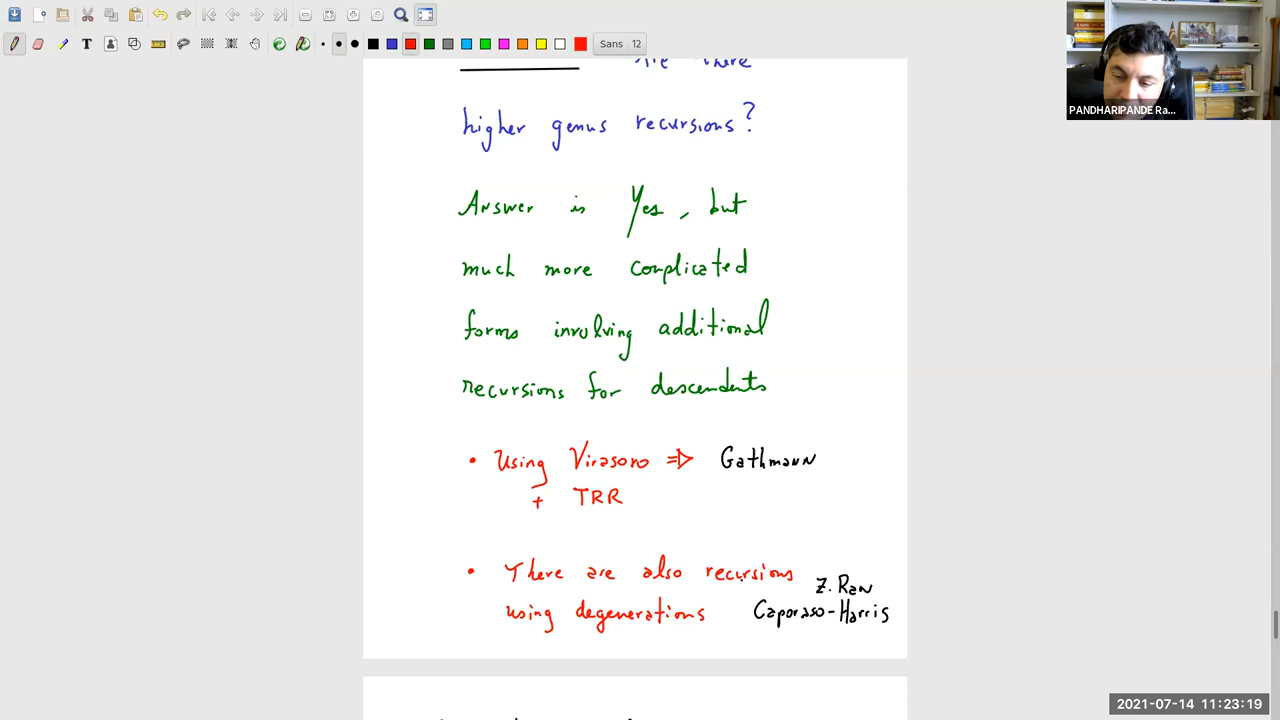 Sans 12
PANDHARIPANDE Ra...
Are there
higher genus recursions?
Answer is Yes, but
much more complicated
forms involving additional
recursions for descendents
• Using Virasoro ⇒ Gathmann
+ TRR
• There are also recursions Z. Ran
using degenerations Caporaso-Harris
2021-07-14 11:23:19